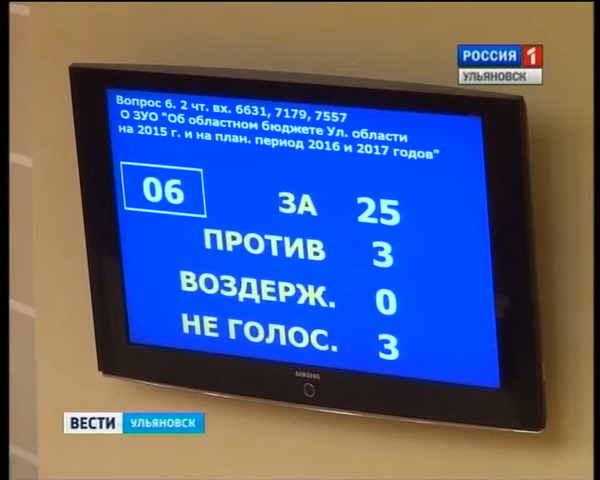 РОССИЯ 1
УЛЬЯНОВСК
Вопрос 6. 2 чт. вх. 6631, 7179, 7557
О ЗУО "Об областном бюджете Ул. области
на 2015 г. и на план. период 2016 и 2017 годов"
06 ЗА 25
ПРОТИВ 3
ВОЗДЕРЖ. 0
НЕ ГОЛОС. 3
SAMSUNG
ВЕСТИ УЛЬЯНОВСК